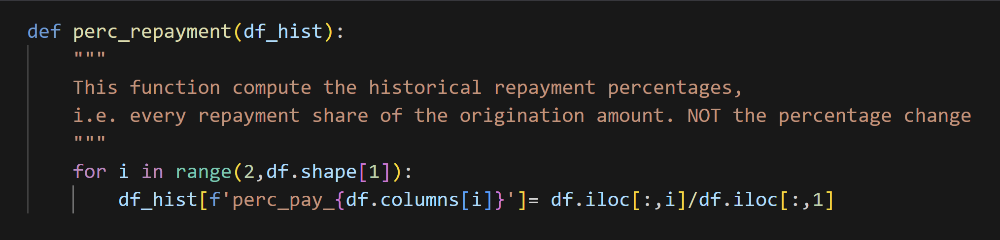 def perc_repayment(df_hist):
    """
    This function compute the historical repayment percentages,
    i.e. every repayment share of the origination amount. NOT the percentage change
    """
    for i in range(2,df.shape[1]):
        df_hist[f'perc_pay_{df.columns[i]}']= df.iloc[:,i]/df.iloc[:,1]